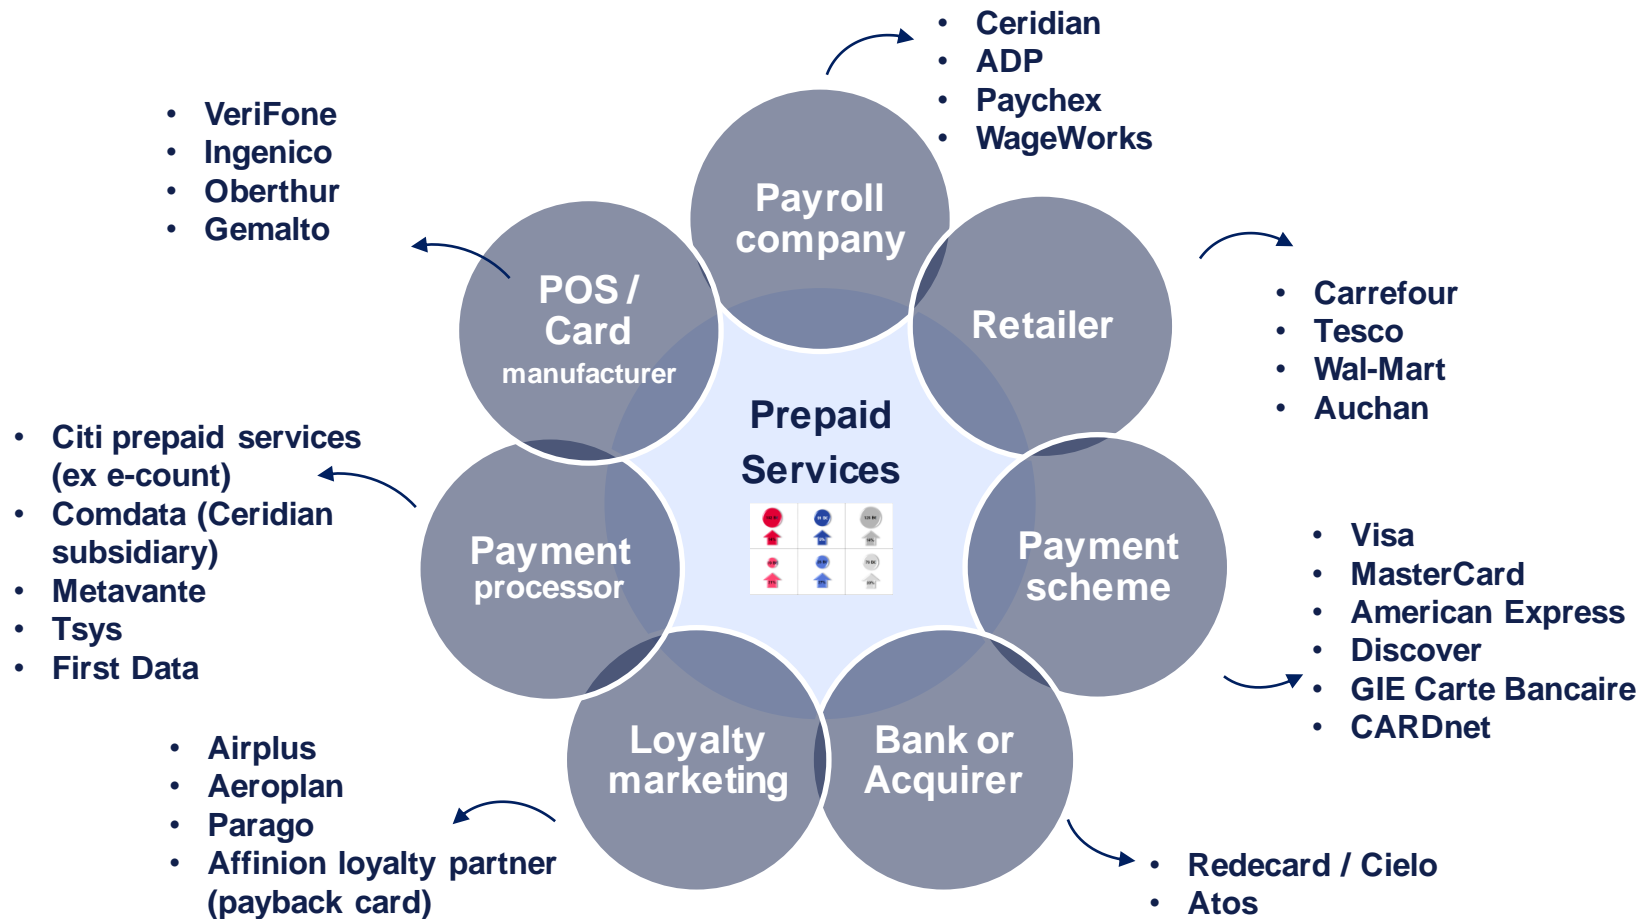 • Ceridian
• ADP
• Paychex
• WageWorks
• VeriFone
• Ingenico
• Oberthur
• Gemalto
Payroll
company
POS /
Card
manufacturer
Retailer
• Carrefour
• Tesco
• Wal-Mart
• Auchan
Prepaid
Services
• Citi prepaid services
(ex e-count)
• Comdata (Ceridian
subsidiary)
• Metavante
• Tsys
• First Data
Payment
processor
Payment
scheme
• Visa
• MasterCard
• American Express
• Discover
• GIE Carte Bancaire
• CARDnet
Loyalty
marketing
Bank or
Acquirer
• Airplus
• Aeroplan
• Parago
• Affinion loyalty partner
(payback card)
• Redecard / Cielo
• Atos